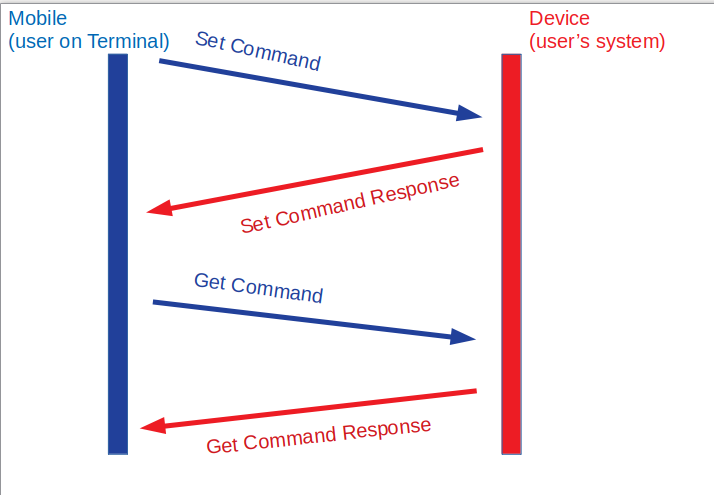 Mobile
(user on Terminal)
Device
(user's system)
Set Command
Set Command Response
Get Command
Get Command Response